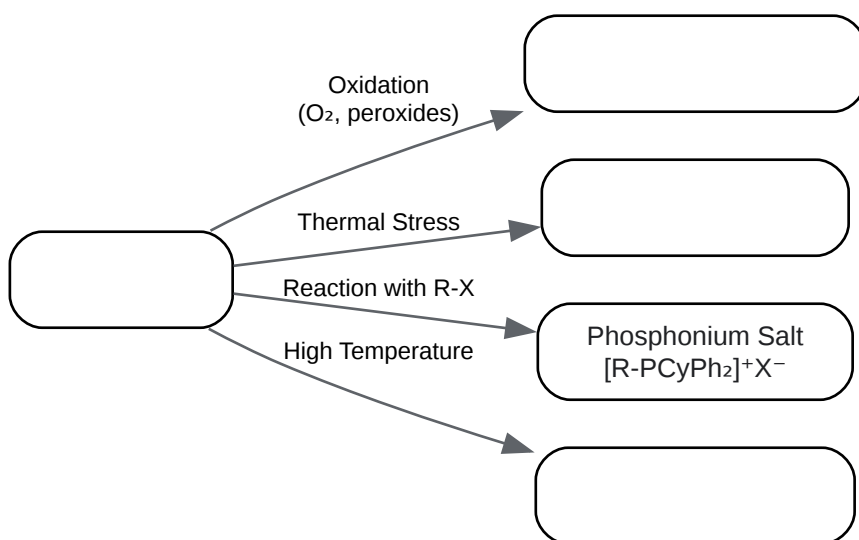 Oxidation
(O₂, peroxides)
Thermal Stress
Reaction with R-X
High Temperature
Phosphonium Salt
[R-PCyPh₂]⁺X⁻